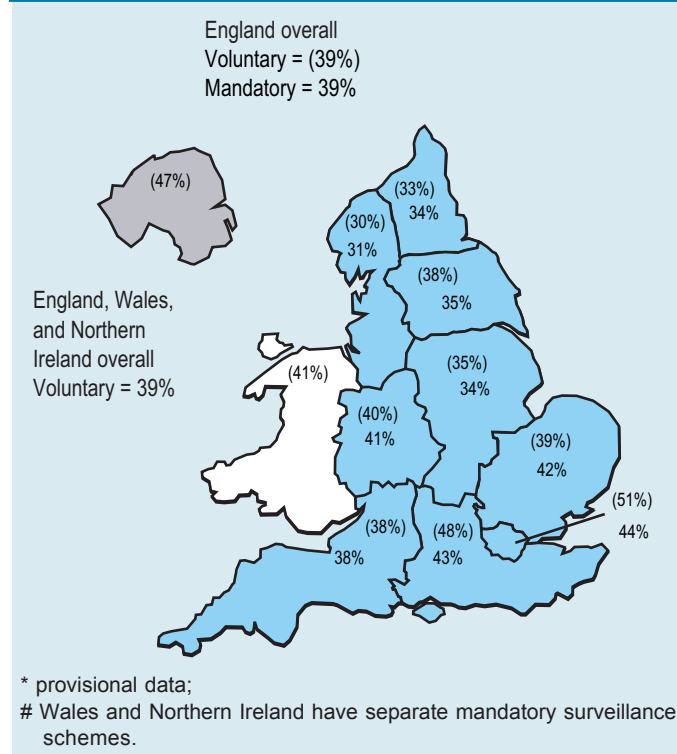 England overall
Voluntary = (39%)
Mandatory = 39%
(47%)
(33%)
34%
(30%)
31%
(38%)
35%
England, Wales,
and Northern
Ireland overall
Voluntary = 39%
(41%)
(35%)
34%
(40%)
41%
(39%)
42%
(51%)
44%
(38%)
38%
(48%)
43%
* provisional data;
# Wales and Northern Ireland have separate mandatory surveillance
schemes.